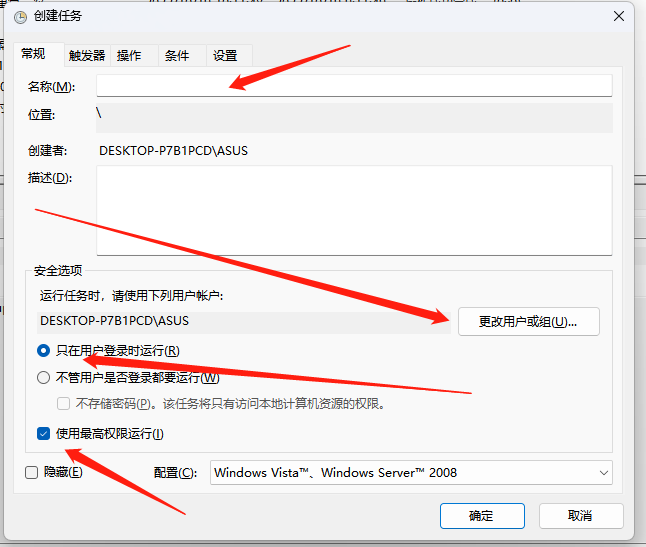 创建任务
常规 触发器 操作 条件 设置
名称(M):
位置: \
创建者: DESKTOP-P7B1PCD\ASUS
描述(D):
安全选项
运行任务时，请使用下列用户帐户:
DESKTOP-P7B1PCD\ASUS 更改用户或组(U)...
只在用户登录时运行(R)
不管用户是否登录都要运行(W)
不存储密码(P)。该任务将只有访问本地计算机资源的权限。
使用最高权限运行(I)
隐藏(E) 配置(C): Windows Vista™、Windows Server™ 2008
确定 取消